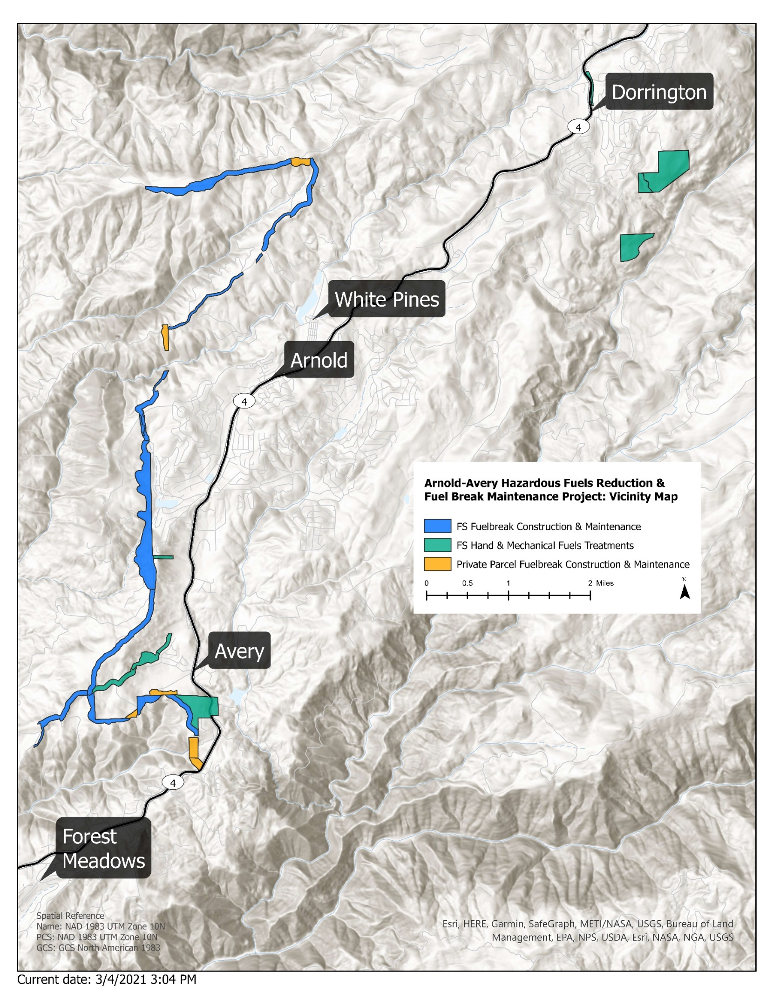 Dorrington
4
White Pines
Arnold
4
Arnold-Avery Hazardous Fuels Reduction &
Fuel Break Maintenance Project: Vicinity Map
FS Fuelbreak Construction & Maintenance
FS Hand & Mechanical Fuels Treatments
Private Parcel Fuelbreak Construction & Maintenance
0 0.5 1 2 Miles
N
Avery
4
Forest
Meadows
Spatial Reference
Name: NAD 1983 UTM Zone 10N
PCS: NAD 1983 UTM Zone 10N
GCS: GCS North American 1983
Esri, HERE, Garmin, SafeGraph, METI/NASA, USGS, Bureau of Land
Management, EPA, NPS, USDA, Esri, NASA, NGA, USGS
Current date: 3/4/2021 3:04 PM